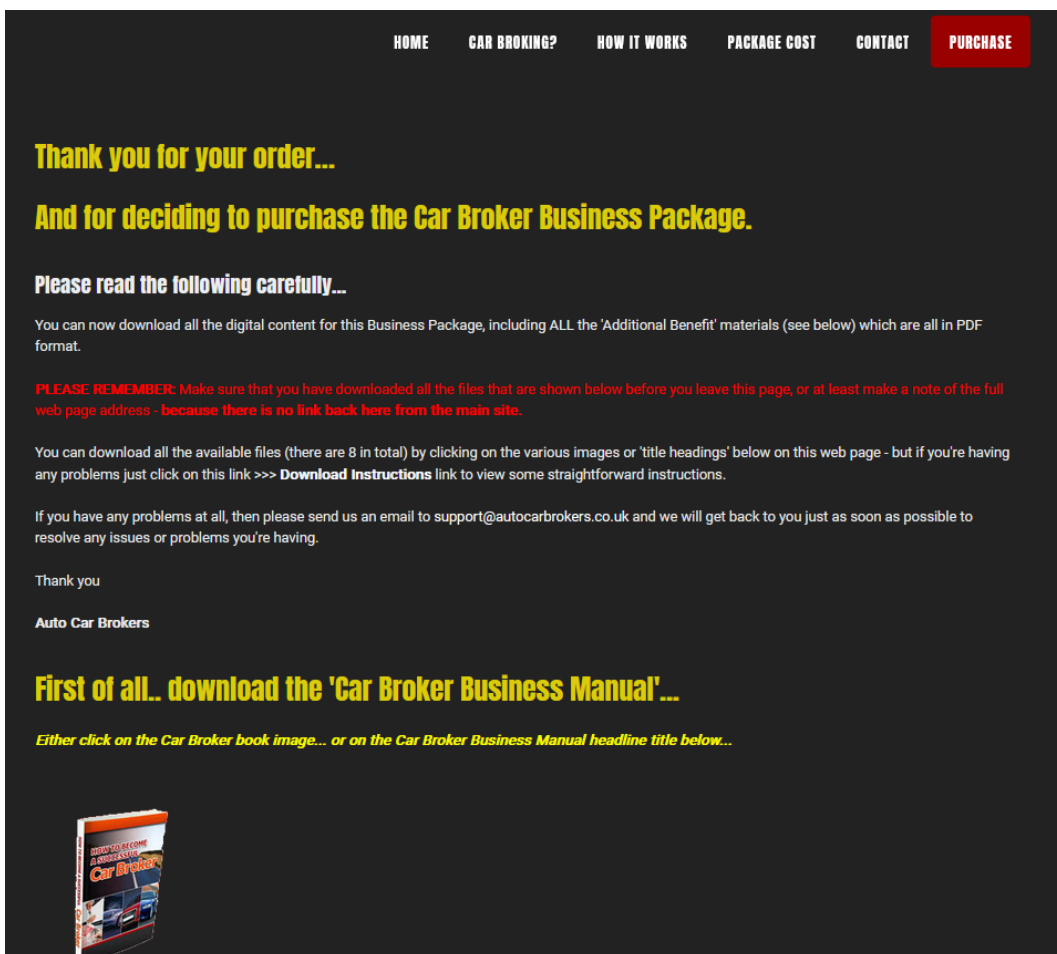 HOME CAR BROKING? HOW IT WORKS PACKAGE COST CONTACT PURCHASE
Thank you for your order...
And for deciding to purchase the Car Broker Business Package.
Please read the following carefully...
You can now download all the digital content for this Business Package, including ALL the 'Additional Benefit' materials (see below) which are all in PDF
format.
PLEASE REMEMBER: Make sure that you have downloaded all the files that are shown below before you leave this page, or at least make a note of the full
web page address - because there is no link back here from the main site.
You can download all the available files (there are 8 in total) by clicking on the various images or 'title headings' below on this web page - but if you're having
any problems just click on this link >>> Download Instructions link to view some straightforward instructions.
If you have any problems at all, then please send us an email to support@autocarbrokers.co.uk and we will get back to you just as soon as possible to
resolve any issues or problems you're having.
Thank you
Auto Car Brokers
First of all.. download the 'Car Broker Business Manual'...
Either click on the Car Broker book image... or on the Car Broker Business Manual headline title below...
HOW TO BECOME
A SUCCESSFUL
Car Broker
Car Broker